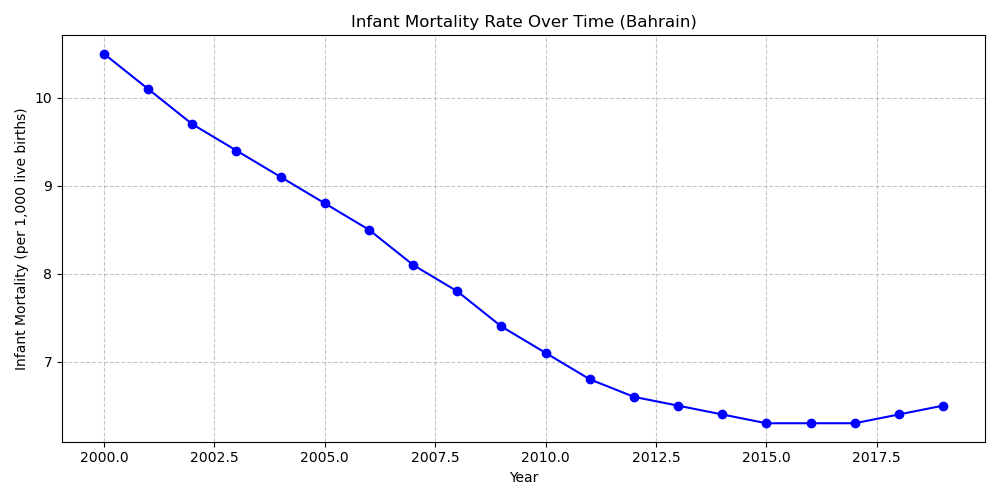 Infant Mortality Rate Over Time (Bahrain)
Infant Mortality (per 1,000 live births)
10
9
8
7
2000.0 2002.5 2005.0 2007.5 2010.0 2012.5 2015.0 2017.5
Year